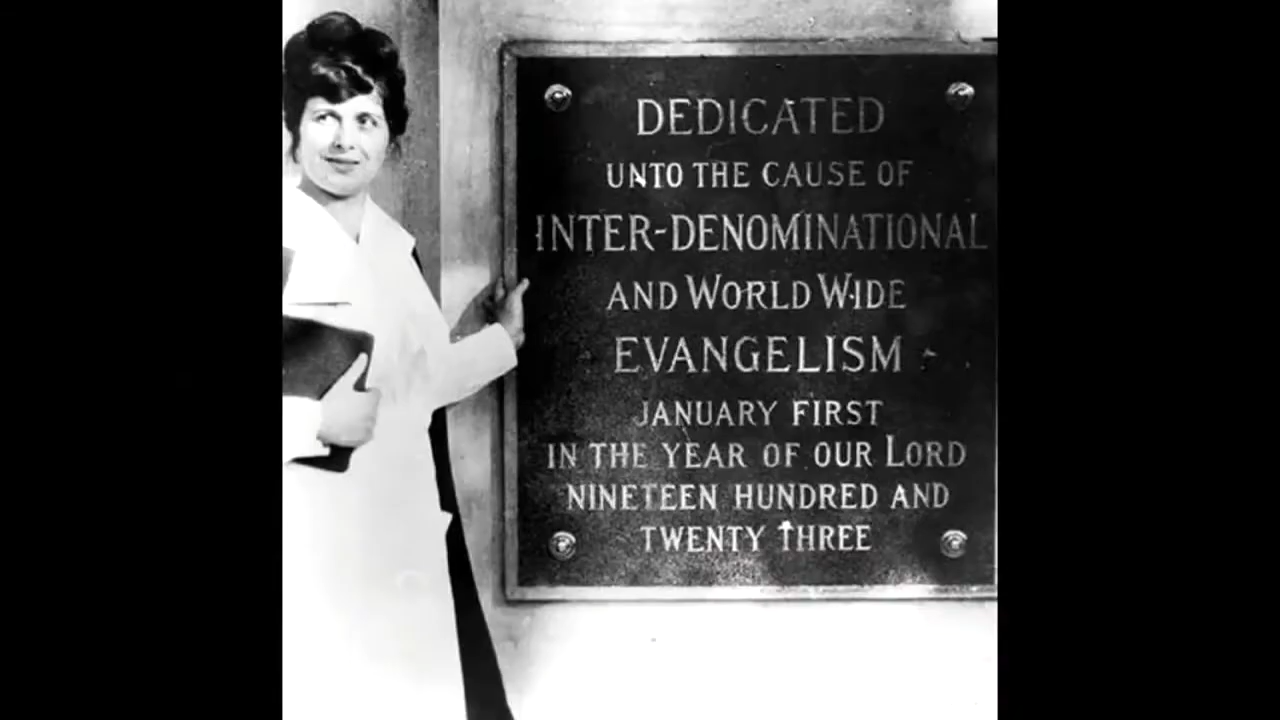 DEDICATED
UNTO THE CAUSE OF
INTER-DENOMINATIONAL
AND WORLD WIDE
EVANGELISM
JANUARY FIRST
IN THE YEAR OF OUR LORD
NINETEEN HUNDRED AND
TWENTY THREE